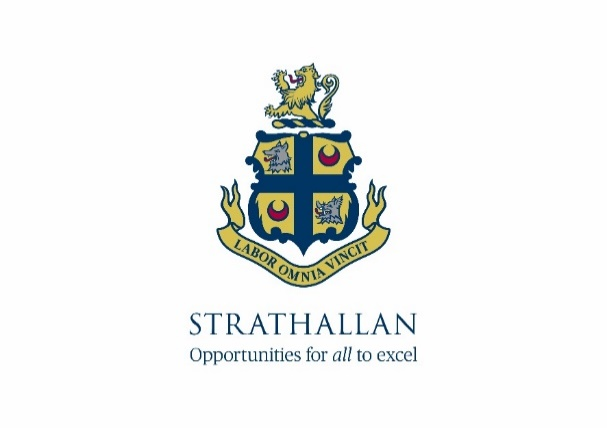 LABOR OMNIA VINCIT
STRATHALLAN
Opportunities for all to excel